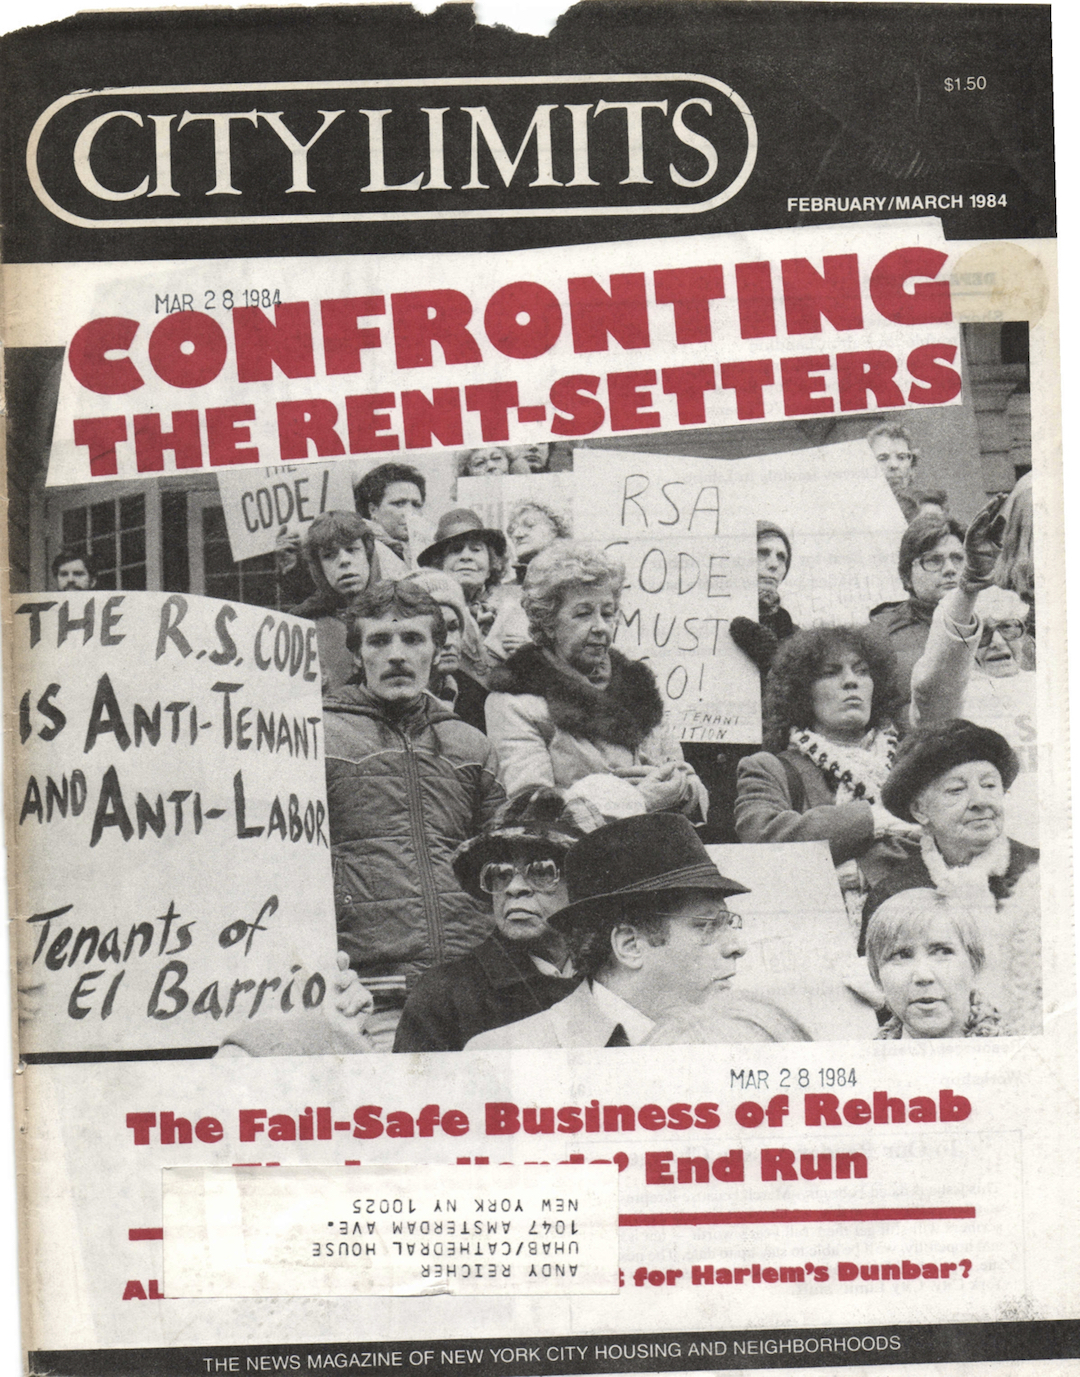 $1.50
CITY LIMITS
FEBRUARY/MARCH 1984
MAR 28 1984
CONFRONTING
THE RENT-SETTERS
THE
CODE!
RSA
CODE
MUST
GO!
TENANT
THE R.S. CODE
IS ANTI-TENANT
AND ANTI-LABOR
Tenants of
El Barrio
MAR 28 1984
The Fail-Safe Business of Rehab
End Run
ANDY REICHER
UHAB/CATHEDRAL HOUSE
1047 AMSTERDAM AVE.
NEW YORK NY 10025
for Harlem's Dunbar?
THE NEWS MAGAZINE OF NEW YORK CITY HOUSING AND NEIGHBORHOODS